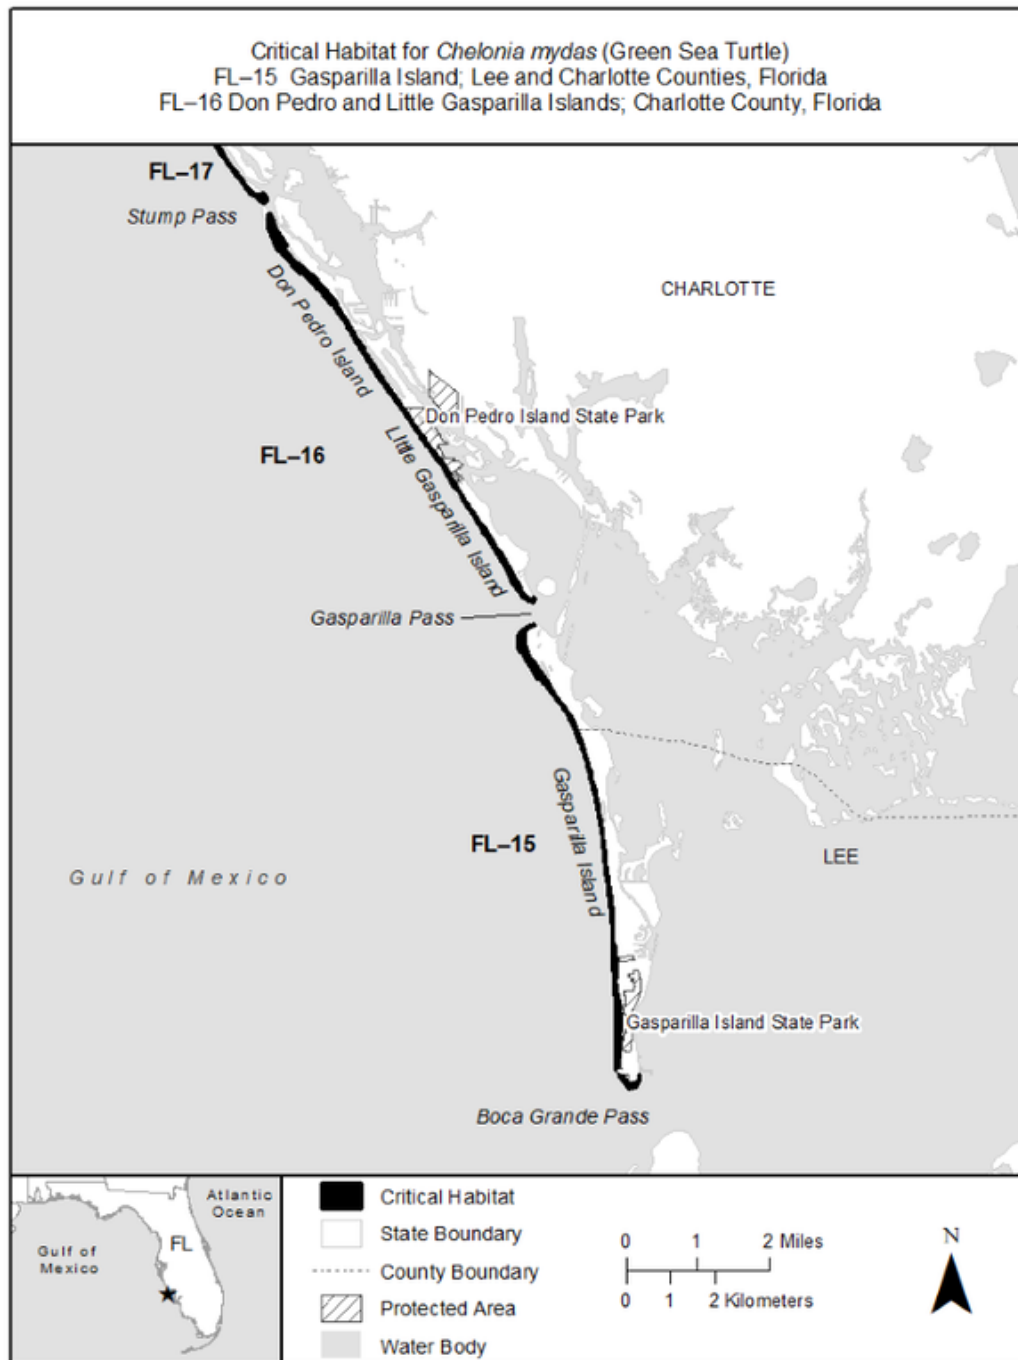 Critical Habitat for Chelonia mydas (Green Sea Turtle)
FL–15 Gasparilla Island; Lee and Charlotte Counties, Florida
FL–16 Don Pedro and Little Gasparilla Islands; Charlotte County, Florida
FL–17
Stump Pass
Don Pedro Island
CHARLOTTE
Don Pedro Island State Park
FL–16
Little Gasparilla Island
Gasparilla Pass
Gasparilla Island
FL–15
LEE
Gulf of Mexico
Gasparilla Island State Park
Boca Grande Pass
Atlantic
Ocean
FL
Gulf of
Mexico
Critical Habitat
State Boundary
County Boundary
Protected Area
Water Body
0 1 2 Miles
0 1 2 Kilometers
N